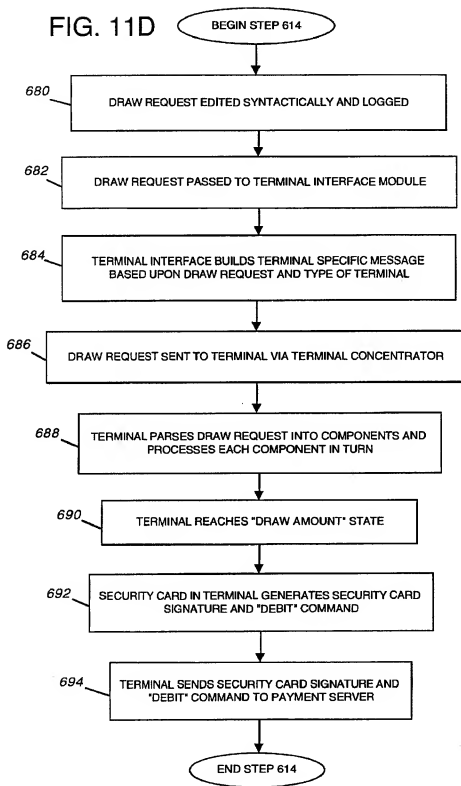 FIG. 11D
BEGIN STEP 614
680
DRAW REQUEST EDITED SYNTACTICALLY AND LOGGED
682
DRAW REQUEST PASSED TO TERMINAL INTERFACE MODULE
684
TERMINAL INTERFACE BUILDS TERMINAL SPECIFIC MESSAGE
BASED UPON DRAW REQUEST AND TYPE OF TERMINAL
686
DRAW REQUEST SENT TO TERMINAL VIA TERMINAL CONCENTRATOR
688
TERMINAL PARSES DRAW REQUEST INTO COMPONENTS AND
PROCESSES EACH COMPONENT IN TURN
690
TERMINAL REACHES "DRAW AMOUNT" STATE
692
SECURITY CARD IN TERMINAL GENERATES SECURITY CARD
SIGNATURE AND "DEBIT" COMMAND
694
TERMINAL SENDS SECURITY CARD SIGNATURE AND
"DEBIT" COMMAND TO PAYMENT SERVER
END STEP 614